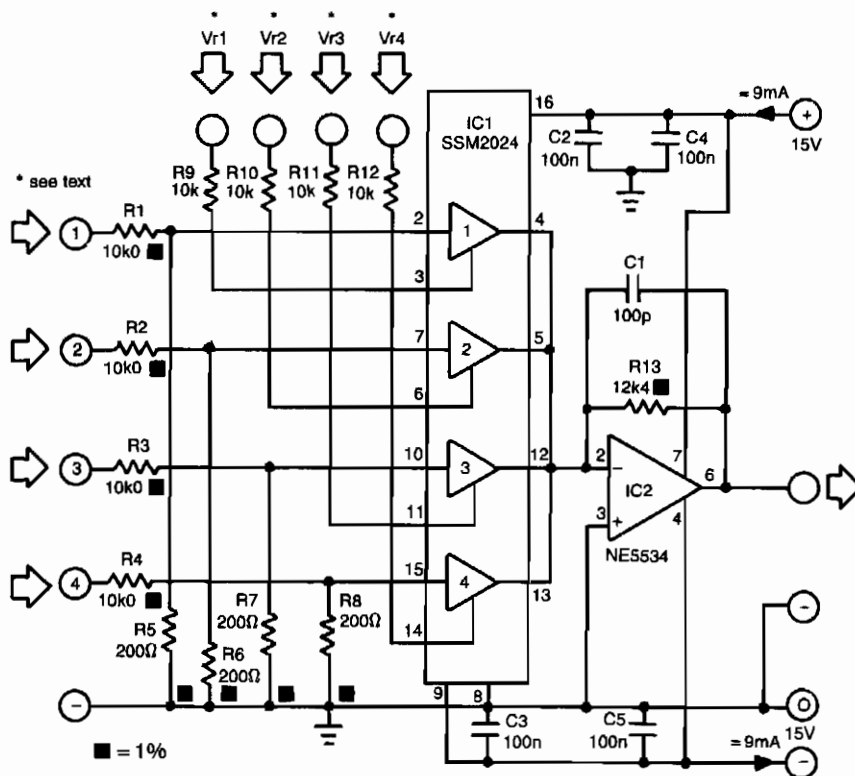 * * * *
Vr1 Vr2 Vr3 Vr4
IC1
SSM2024
16
= 9mA
+
15V
C2
100n
C4
100n
R9
10k
R10
10k
R11
10k
R12
10k
* see text
1
R1
10k0
2
1
4
3
C1
100p
2
R2
10k0
7
2
5
6
R13
12k4
3
R3
10k0
10
3
12
11
2
−
7
IC2
6
3
+
4
NE5534
4
R4
10k0
15
4
13
14
R5
200Ω
R6
200Ω
R7
200Ω
R8
200Ω
−
−
9
8
O
15V
C3
100n
C5
100n
=9mA
−
■ = 1%